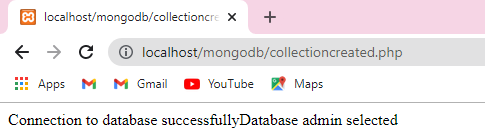 localhost/mongodb/collectioncre
localhost/mongodb/collectioncreated.php
Apps Gmail YouTube Maps
Connection to database successfullyDatabase admin selected